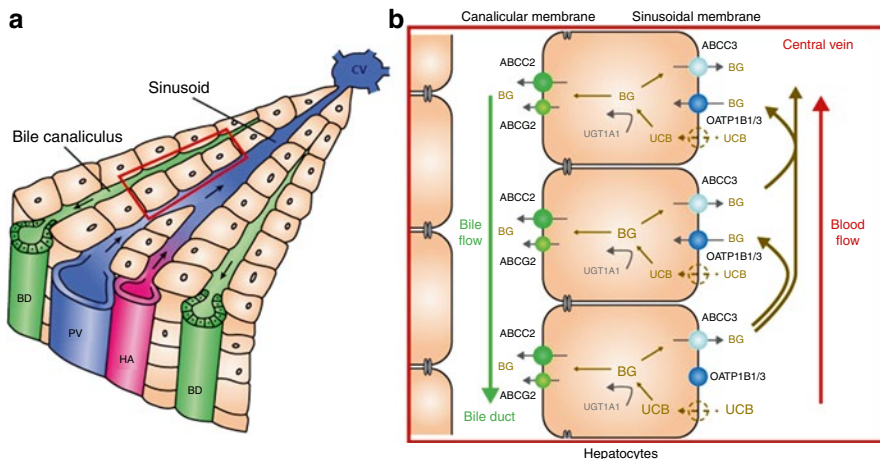 a
CV
Sinusoid
Bile canaliculus
BD
PV
HA
BD
b
Canalicular membrane
Sinusoidal membrane
Central vein
ABCC2
BG
ABCG2
BG
UGT1A1
ABCC3
BG
BG
OATP1B1/3
UCB
UCB
ABCC2
BG
ABCG2
BG
UGT1A1
ABCC3
BG
BG
OATP1B1/3
UCB
UCB
Bile
flow
Blood
flow
ABCC2
BG
ABCG2
BG
UGT1A1
ABCC3
BG
OATP1B1/3
UCB
UCB
Bile duct
Hepatocytes